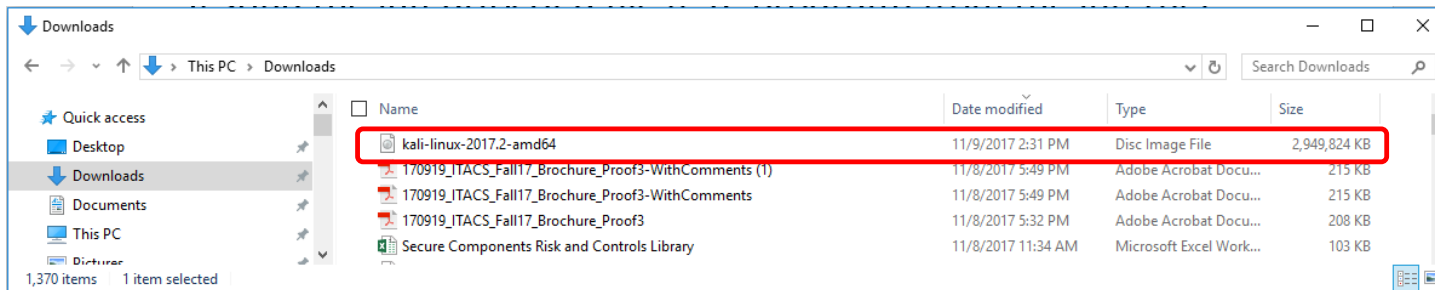 Downloads
This PC > Downloads
Search Downloads
Name Date modified Type Size
Quick access
kali-linux-2017.2-amd64 11/9/2017 2:31 PM Disc Image File 2,949,824 KB
Desktop
170919_ITACS_Fall17_Brochure_Proof3-WithComments (1) 11/8/2017 5:49 PM Adobe Acrobat Docu... 215 KB
Downloads
170919_ITACS_Fall17_Brochure_Proof3-WithComments 11/8/2017 5:49 PM Adobe Acrobat Docu... 215 KB
Documents
170919_ITACS_Fall17_Brochure_Proof3 11/8/2017 5:32 PM Adobe Acrobat Docu... 208 KB
This PC
Secure Components Risk and Controls Library 11/8/2017 11:34 AM Microsoft Excel Work... 103 KB
Pictures
1,370 items 1 item selected